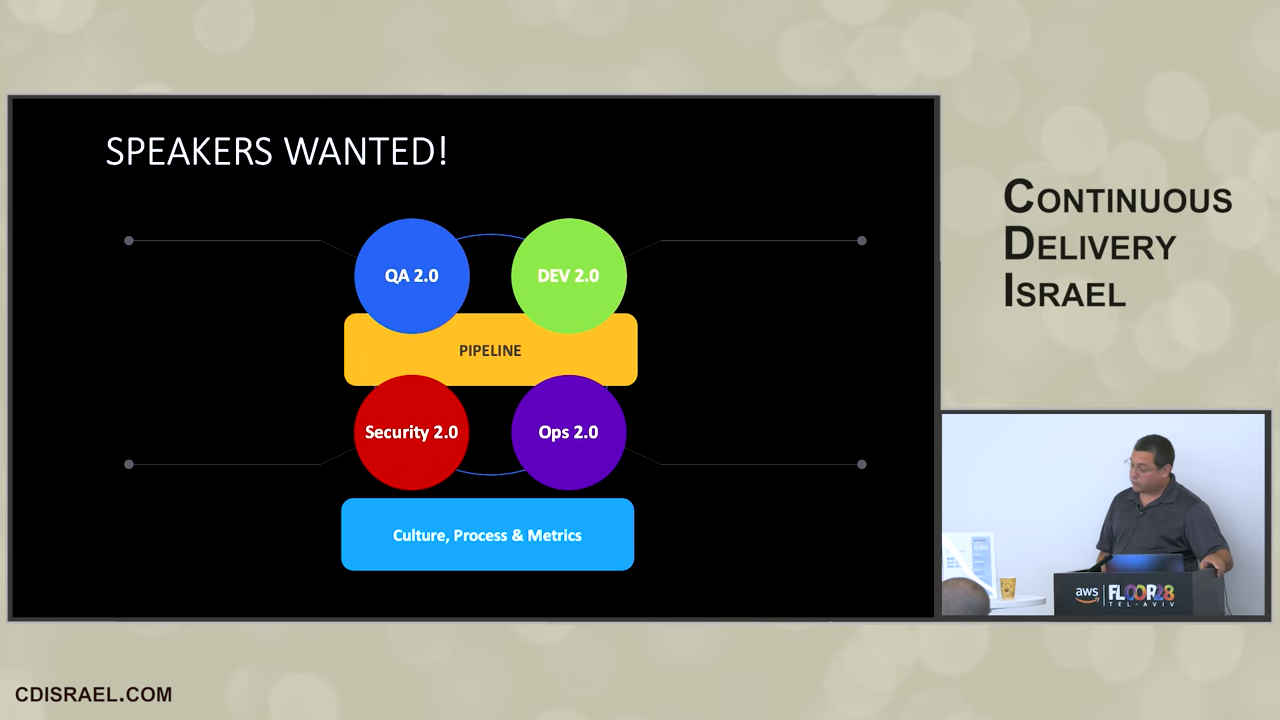 SPEAKERS WANTED!
QA 2.0
DEV 2.0
PIPELINE
Security 2.0
Ops 2.0
Culture, Process & Metrics
CONTINUOUS
DELIVERY
ISRAEL
aws
FLOOR28
TEL-AVIV
CDISRAEL.COM